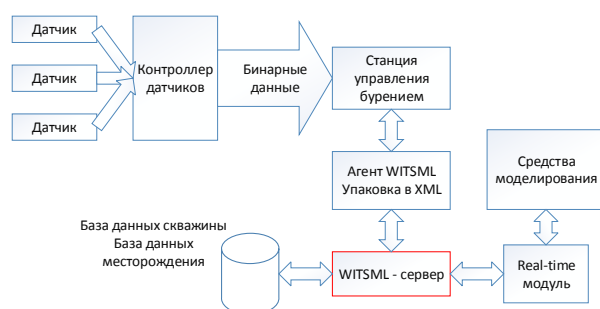 Датчик
Датчик
Датчик
Контроллер
датчиков
Бинарные
данные
Станция
управления
бурением
Агент WITSML
Упаковка в XML
Средства
моделирования
База данных скважины
База данных
месторождения
WITSML - сервер
Real-time
модуль